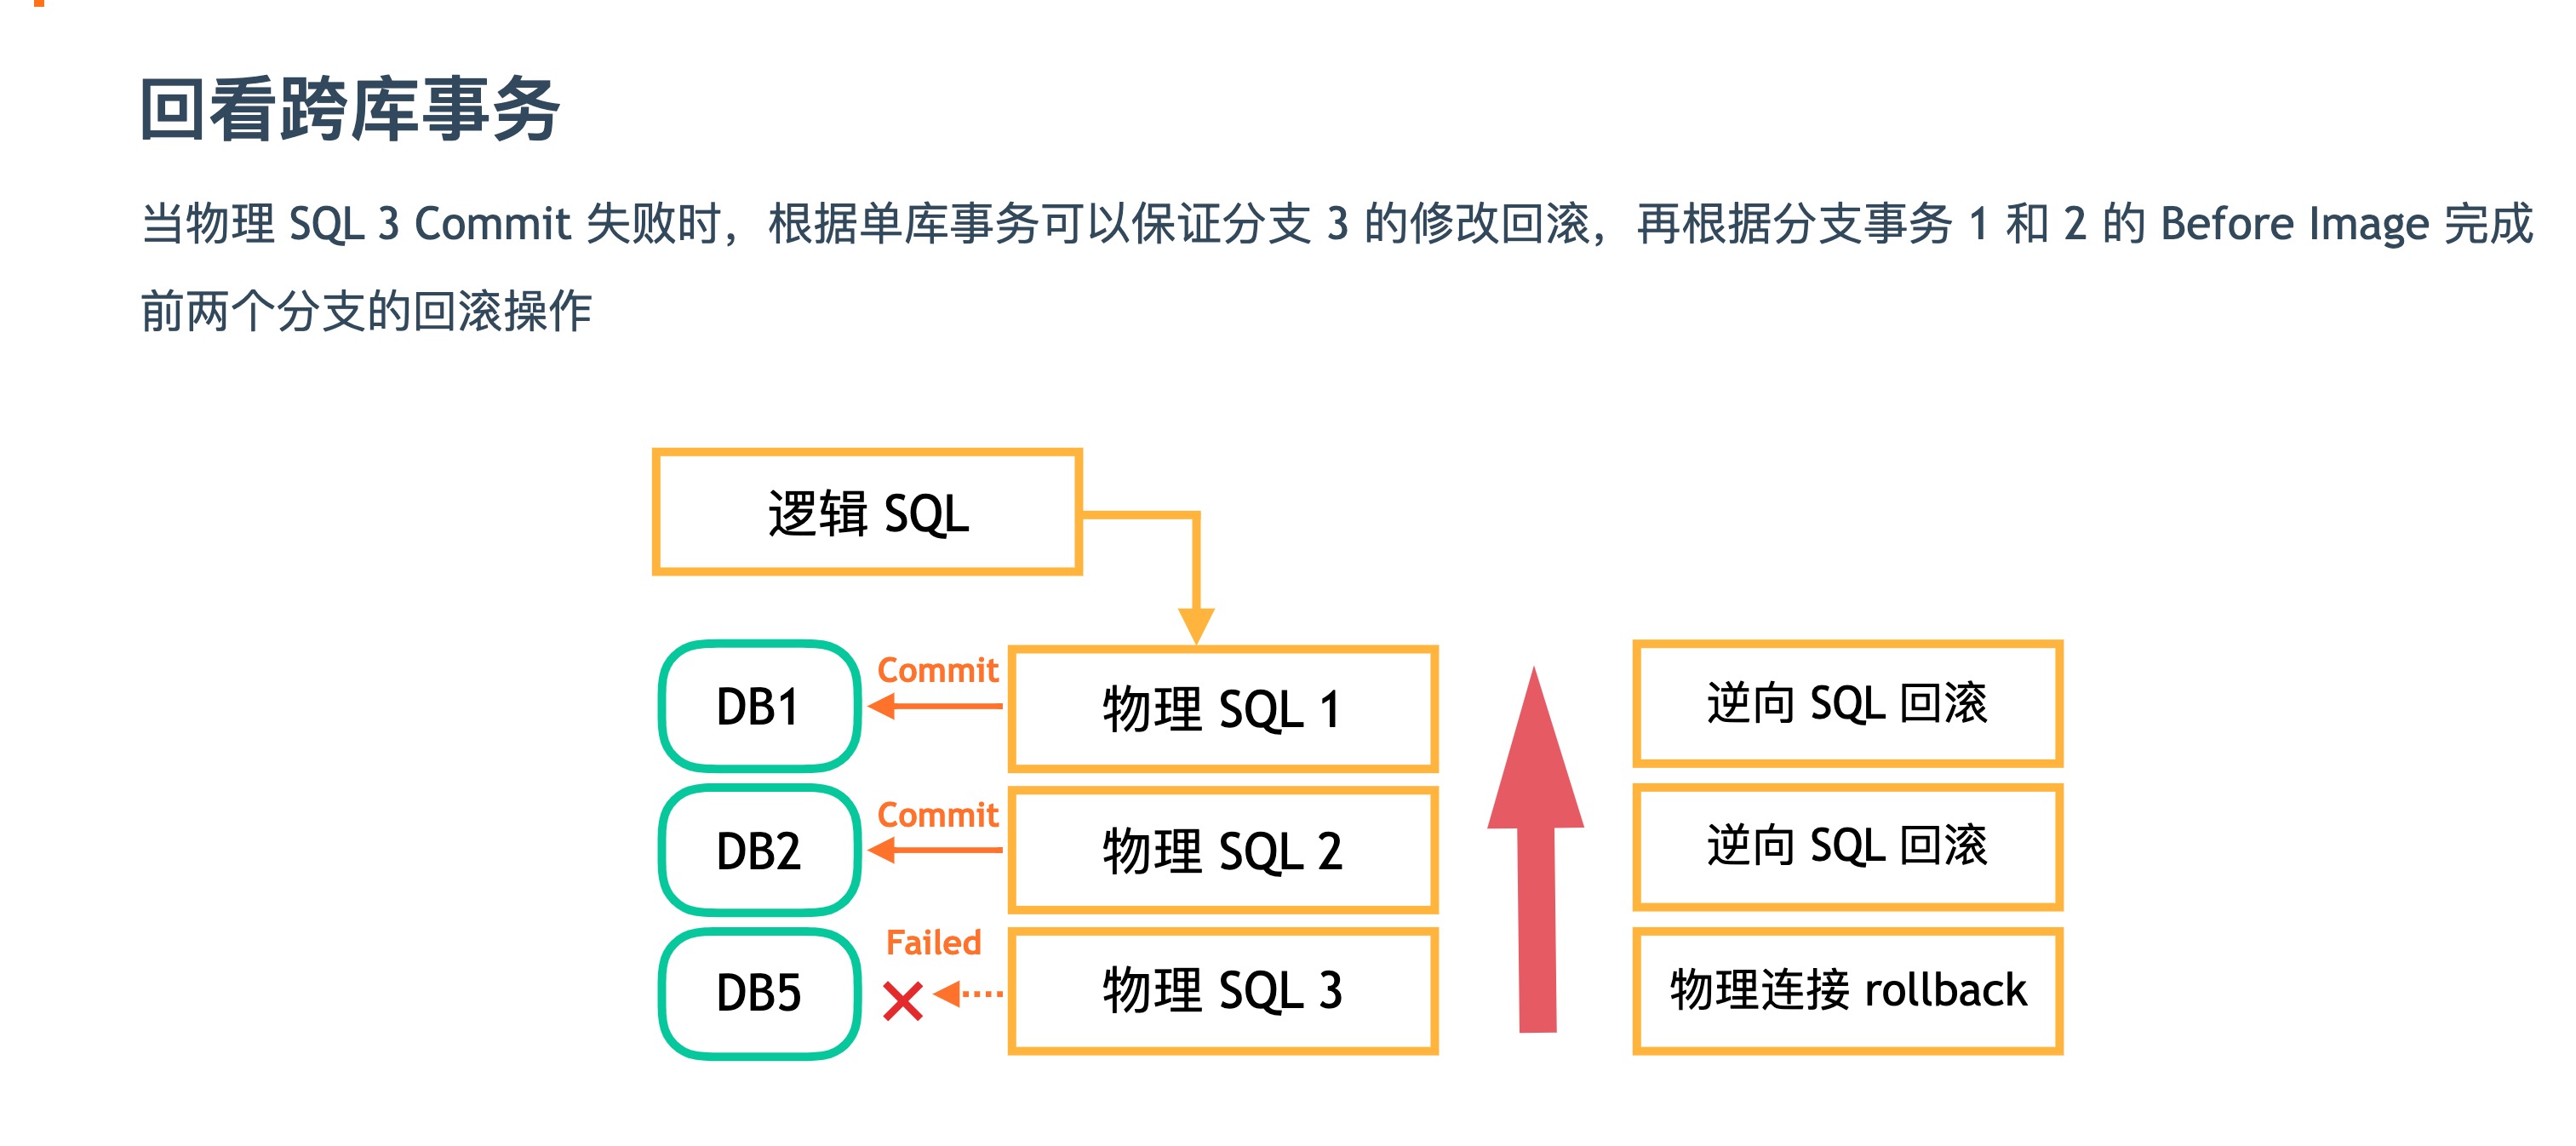 回看跨库事务
当物理 SQL 3 Commit 失败时，根据单库事务可以保证分支 3 的修改回滚，再根据分支事务 1 和 2 的 Before Image 完成
前两个分支的回滚操作
逻辑 SQL
DB1
Commit
物理 SQL 1
逆向 SQL 回滚
DB2
Commit
物理 SQL 2
逆向 SQL 回滚
DB5
Failed
物理 SQL 3
物理连接 rollback